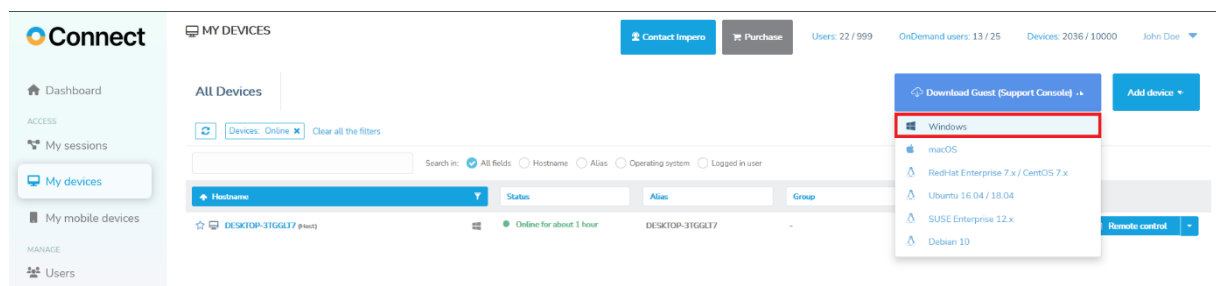 Connect
MY DEVICES
Contact Impero
Purchase
Users: 22 / 999
OnDemand users: 13 / 25
Devices: 2036 / 10000
John Doe
Dashboard
ACCESS
My sessions
My devices
My mobile devices
MANAGE
Users
All Devices
Download Guest (Support Console)
Add device
Devices: Online
Clear all the filters
Search in: All fields Hostname Alias Operating system Logged in user
Windows
macOS
RedHat Enterprise 7.x / CentOS 7.x
Ubuntu 16.04 / 18.04
SUSE Enterprise 12.x
Debian 10
Hostname
Status
Alias
Group
DESKTOP-3TGGLT7 (Host)
Online for about 1 hour
DESKTOP-3TGGLT7
-
Remote control